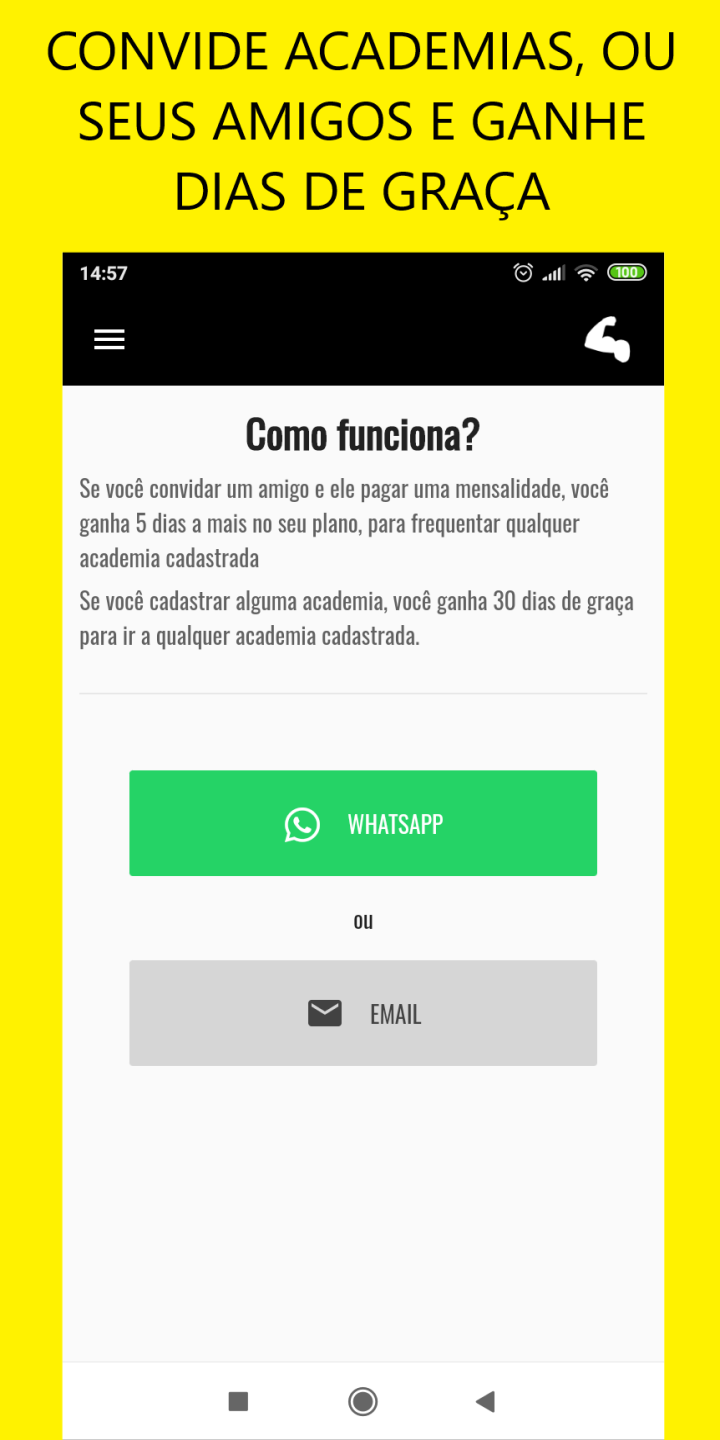 CONVIDE ACADEMIAS, OU
SEUS AMIGOS E GANHE
DIAS DE GRAÇA
14:57
100
Como funciona?
Se você convidar um amigo e ele pagar uma mensalidade, você
ganha 5 dias a mais no seu plano, para frequentar qualquer
academia cadastrada
Se você cadastrar alguma academia, você ganha 30 dias de graça
para ir a qualquer academia cadastrada.
WHATSAPP
ou
EMAIL